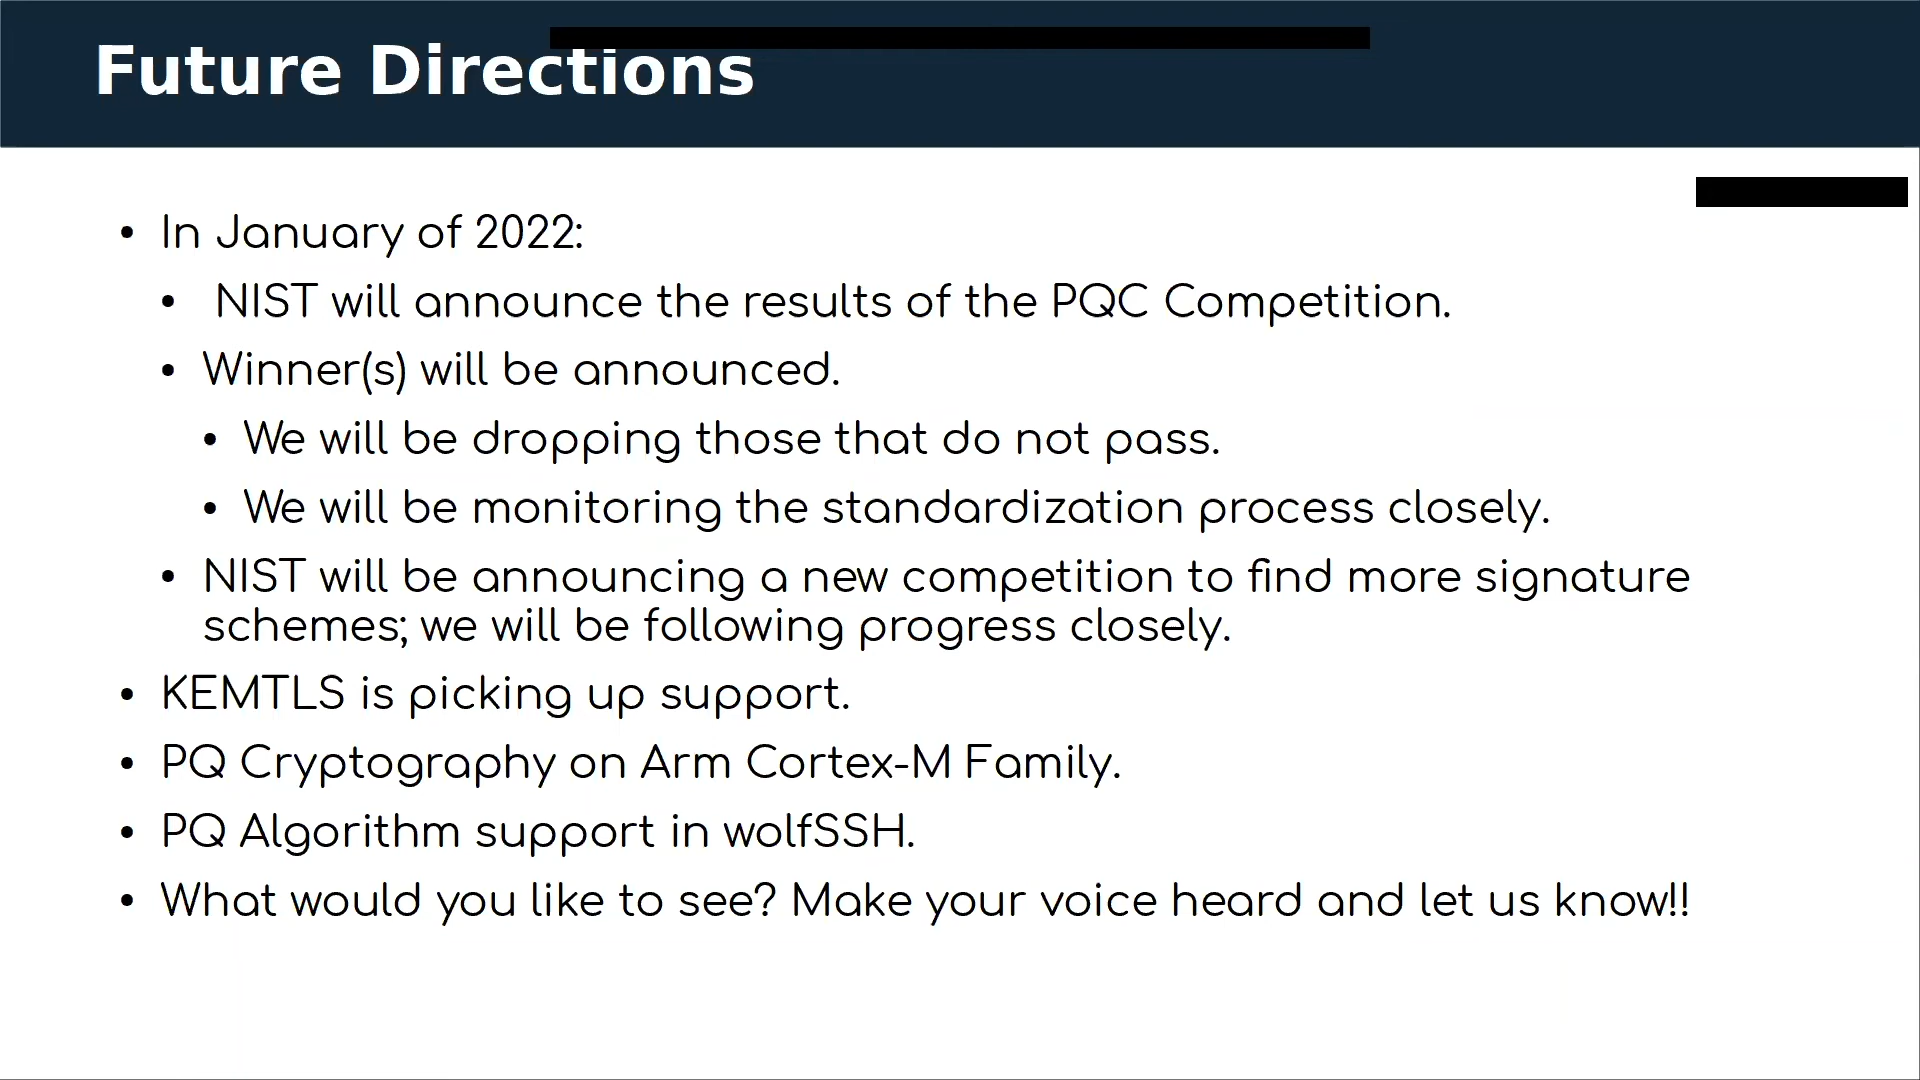 Future Directions
• In January of 2022:
• NIST will announce the results of the PQC Competition.
• Winner(s) will be announced.
• We will be dropping those that do not pass.
• We will be monitoring the standardization process closely.
• NIST will be announcing a new competition to find more signature
schemes; we will be following progress closely.
• KEMTLS is picking up support.
• PQ Cryptography on Arm Cortex-M Family.
• PQ Algorithm support in wolfSSH.
• What would you like to see? Make your voice heard and let us know!!